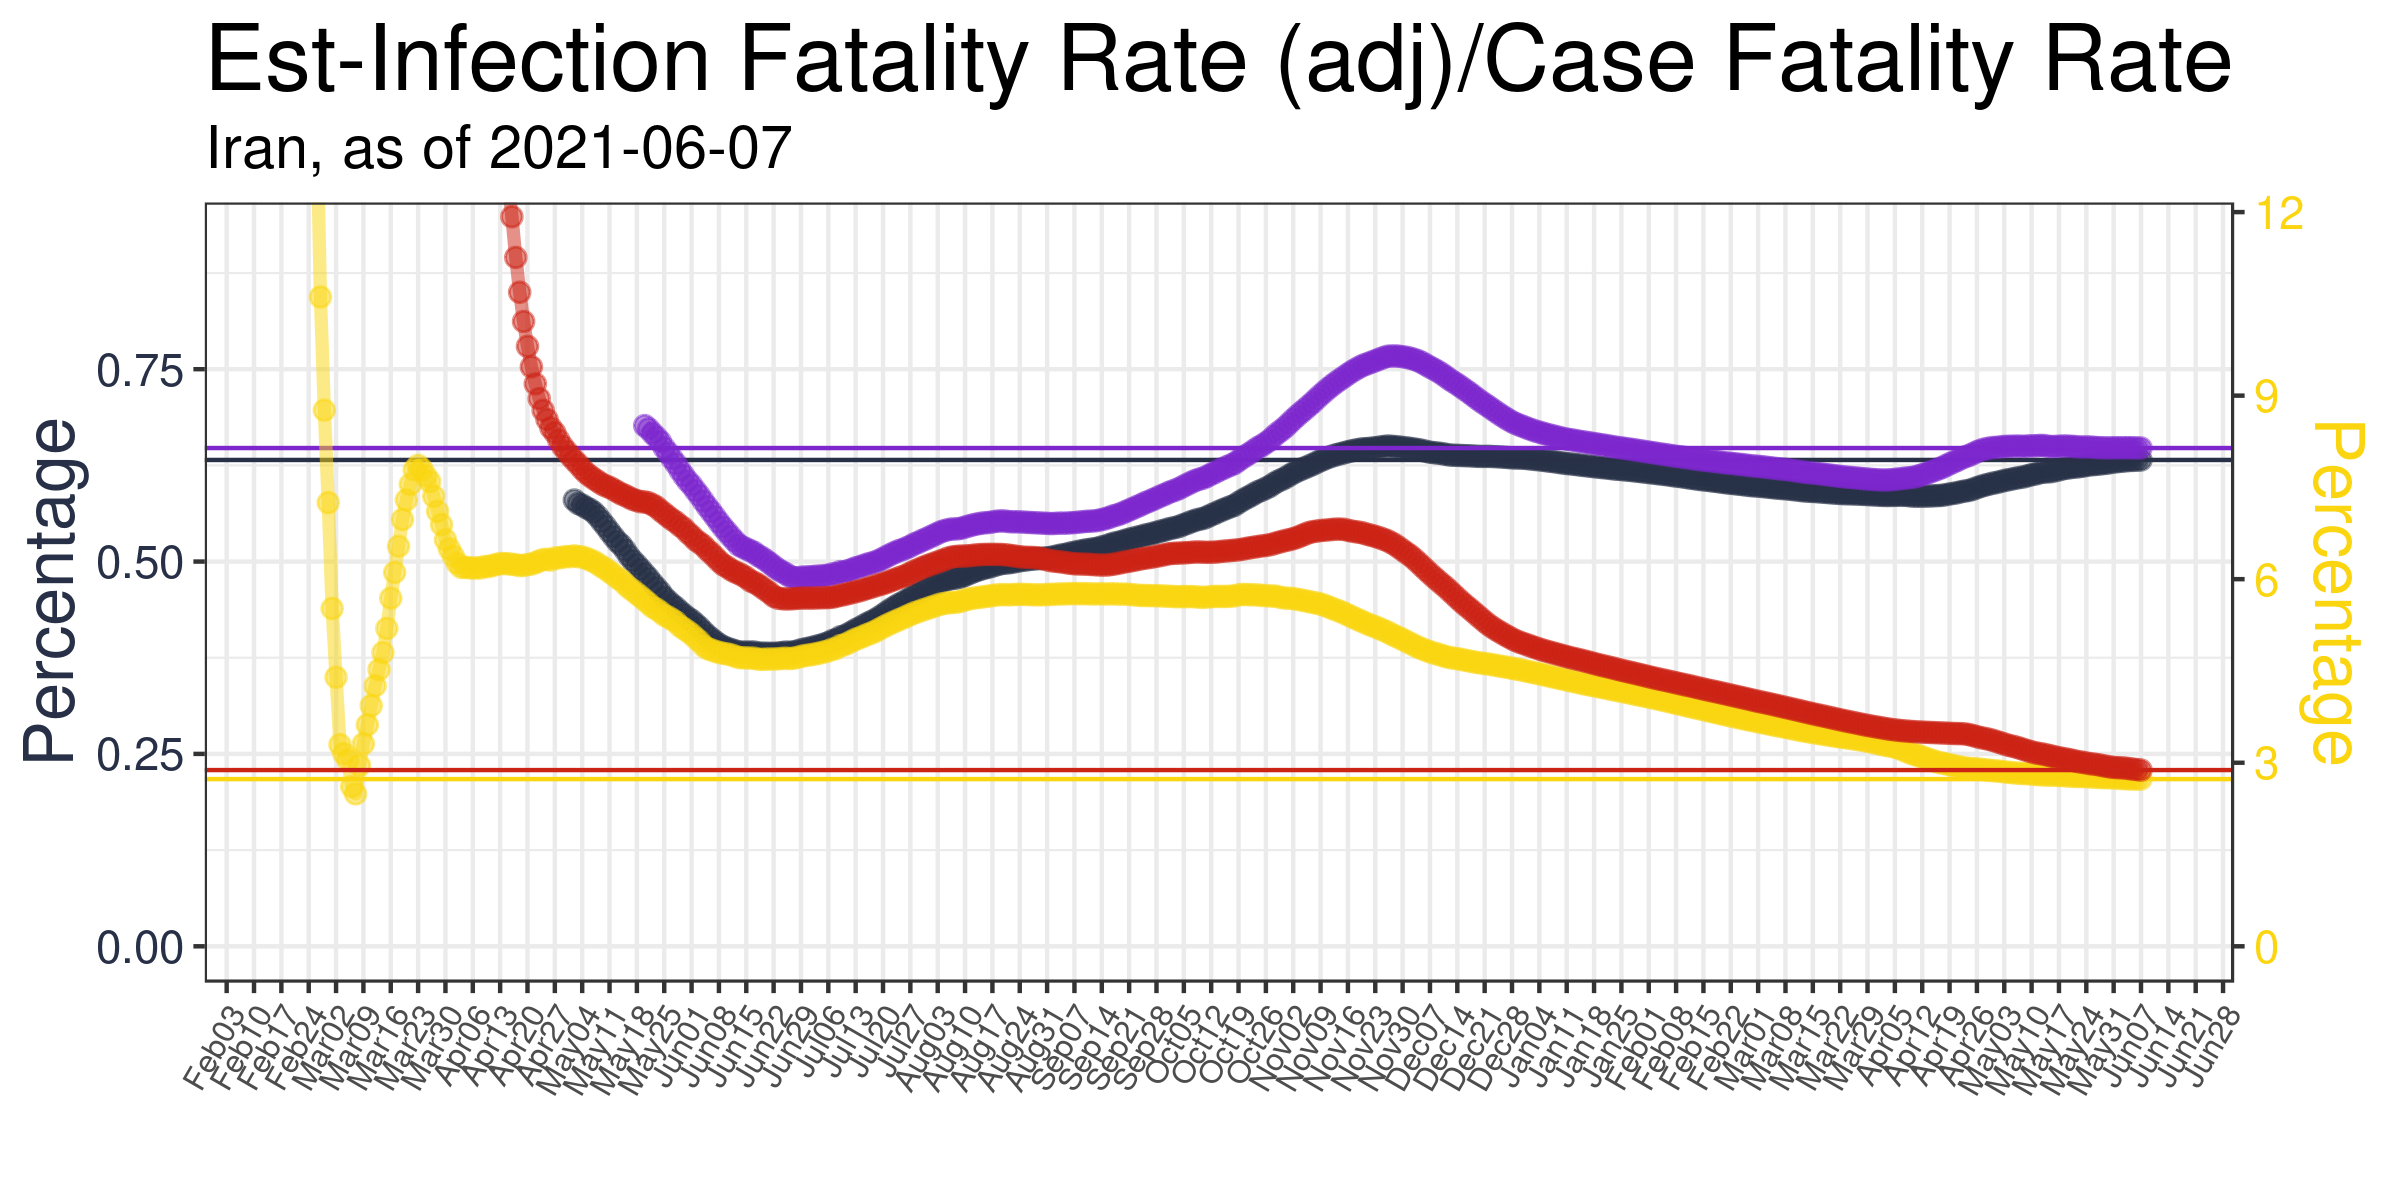 Est-Infection Fatality Rate (adj)/Case Fatality Rate
Iran, as of 2021-06-07
Percentage
0.75
0.50
0.25
0.00
12
9
6
3
0
Percentage
Feb03
Feb10
Feb17
Feb24
Mar02
Mar09
Mar16
Mar23
Mar30
Apr06
Apr13
Apr20
Apr27
May04
May11
May18
May25
Jun01
Jun08
Jun15
Jun22
Jun29
Jul06
Jul13
Jul20
Jul27
Aug03
Aug10
Aug17
Aug24
Aug31
Sep07
Sep14
Sep21
Sep28
Oct05
Oct12
Oct19
Oct26
Nov02
Nov09
Nov16
Nov23
Nov30
Dec07
Dec14
Dec21
Dec28
Jan04
Jan11
Jan18
Jan25
Feb01
Feb08
Feb15
Feb22
Mar01
Mar08
Mar15
Mar22
Mar29
Apr05
Apr12
Apr19
Apr26
May03
May10
May17
May24
May31
Jun07
Jun14
Jun21
Jun28